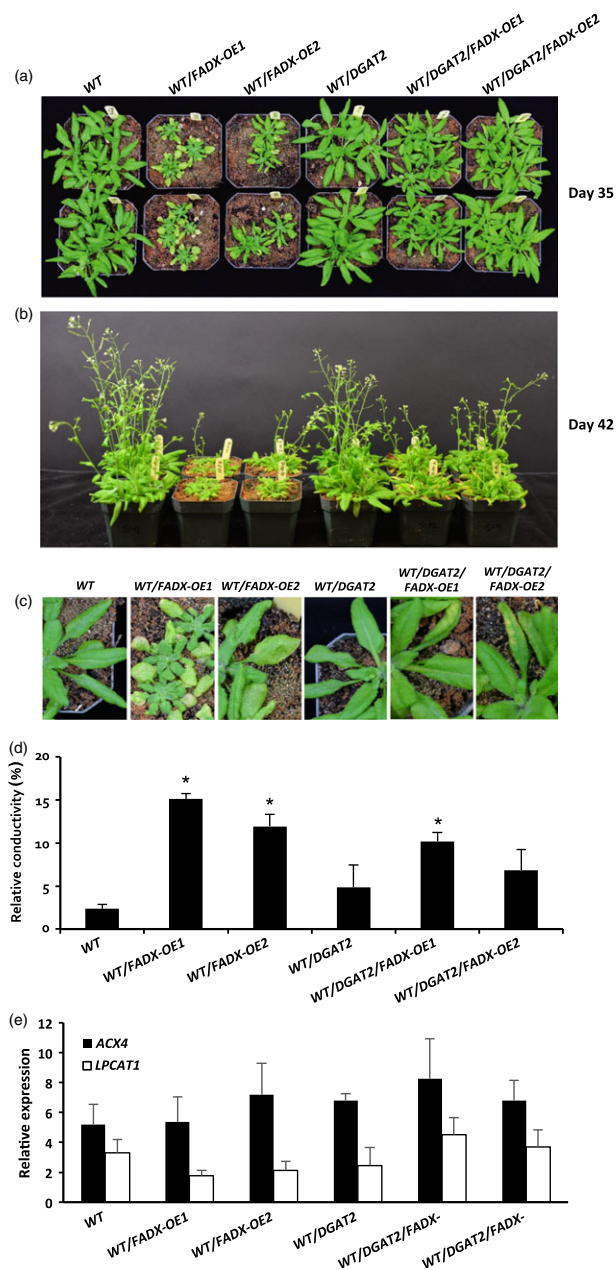 WT
WT/FADX-OE1
WT/FADX-OE2
WT/DGAT2
WT/DGAT2/FADX-OE1
WT/DGAT2/FADX-OE2
(a)
Day 35
(b)
Day 42
(c)
WT
WT/FADX-OE1
WT/FADX-OE2
WT/DGAT2
WT/DGAT2/
FADX-OE1
WT/DGAT2/
FADX-OE2
(d)
Relative conductivity (%)
20
15
10
5
0
*
*
*
WT
WT/FADX-OE1
WT/FADX-OE2
WT/DGAT2
WT/DGAT2/FADX-OE1
WT/DGAT2/FADX-OE2
(e)
Relative expression
12
10
8
6
4
2
0
ACX4
LPCAT1
WT
WT/FADX-OE1
WT/FADX-OE2
WT/DGAT2
WT/DGAT2/FADX-
WT/DGAT2/FADX-